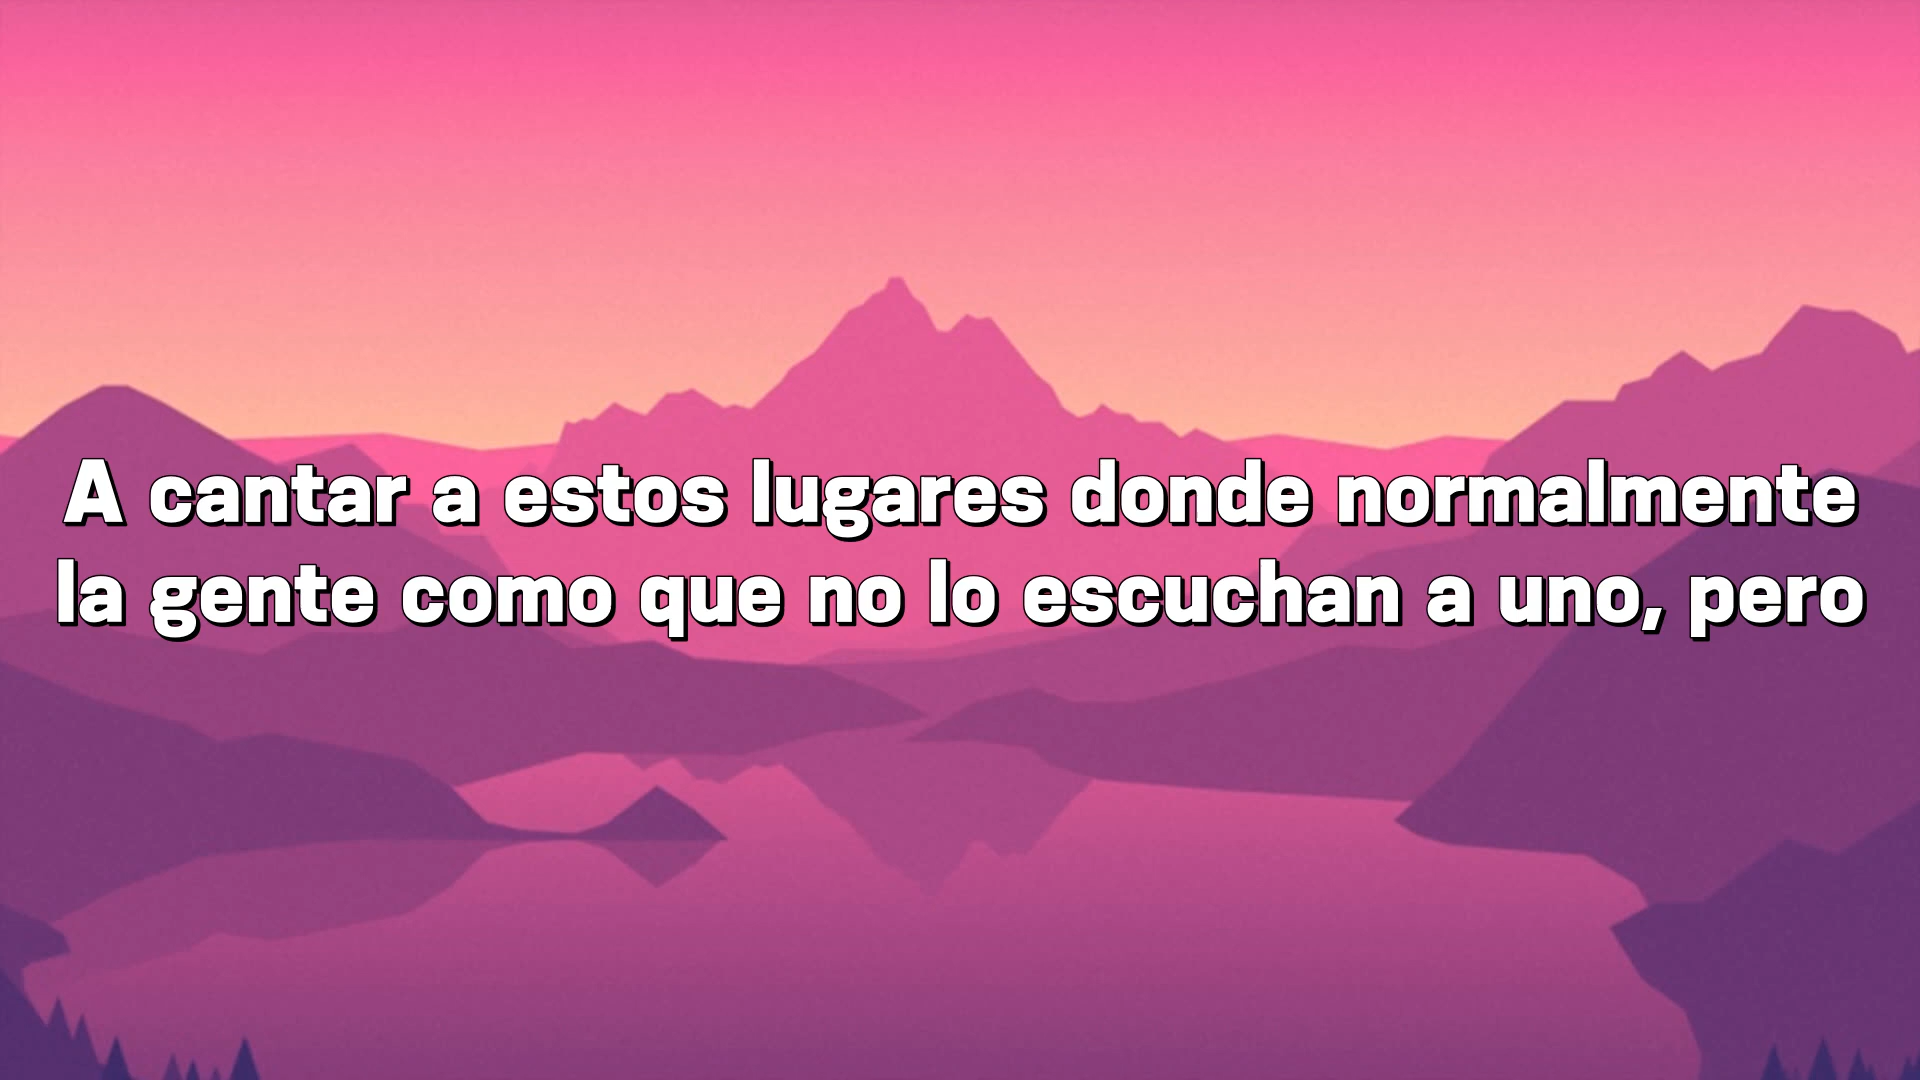 A cantar a estos lugares donde normalmente
la gente como que no lo escuchan a uno, pero